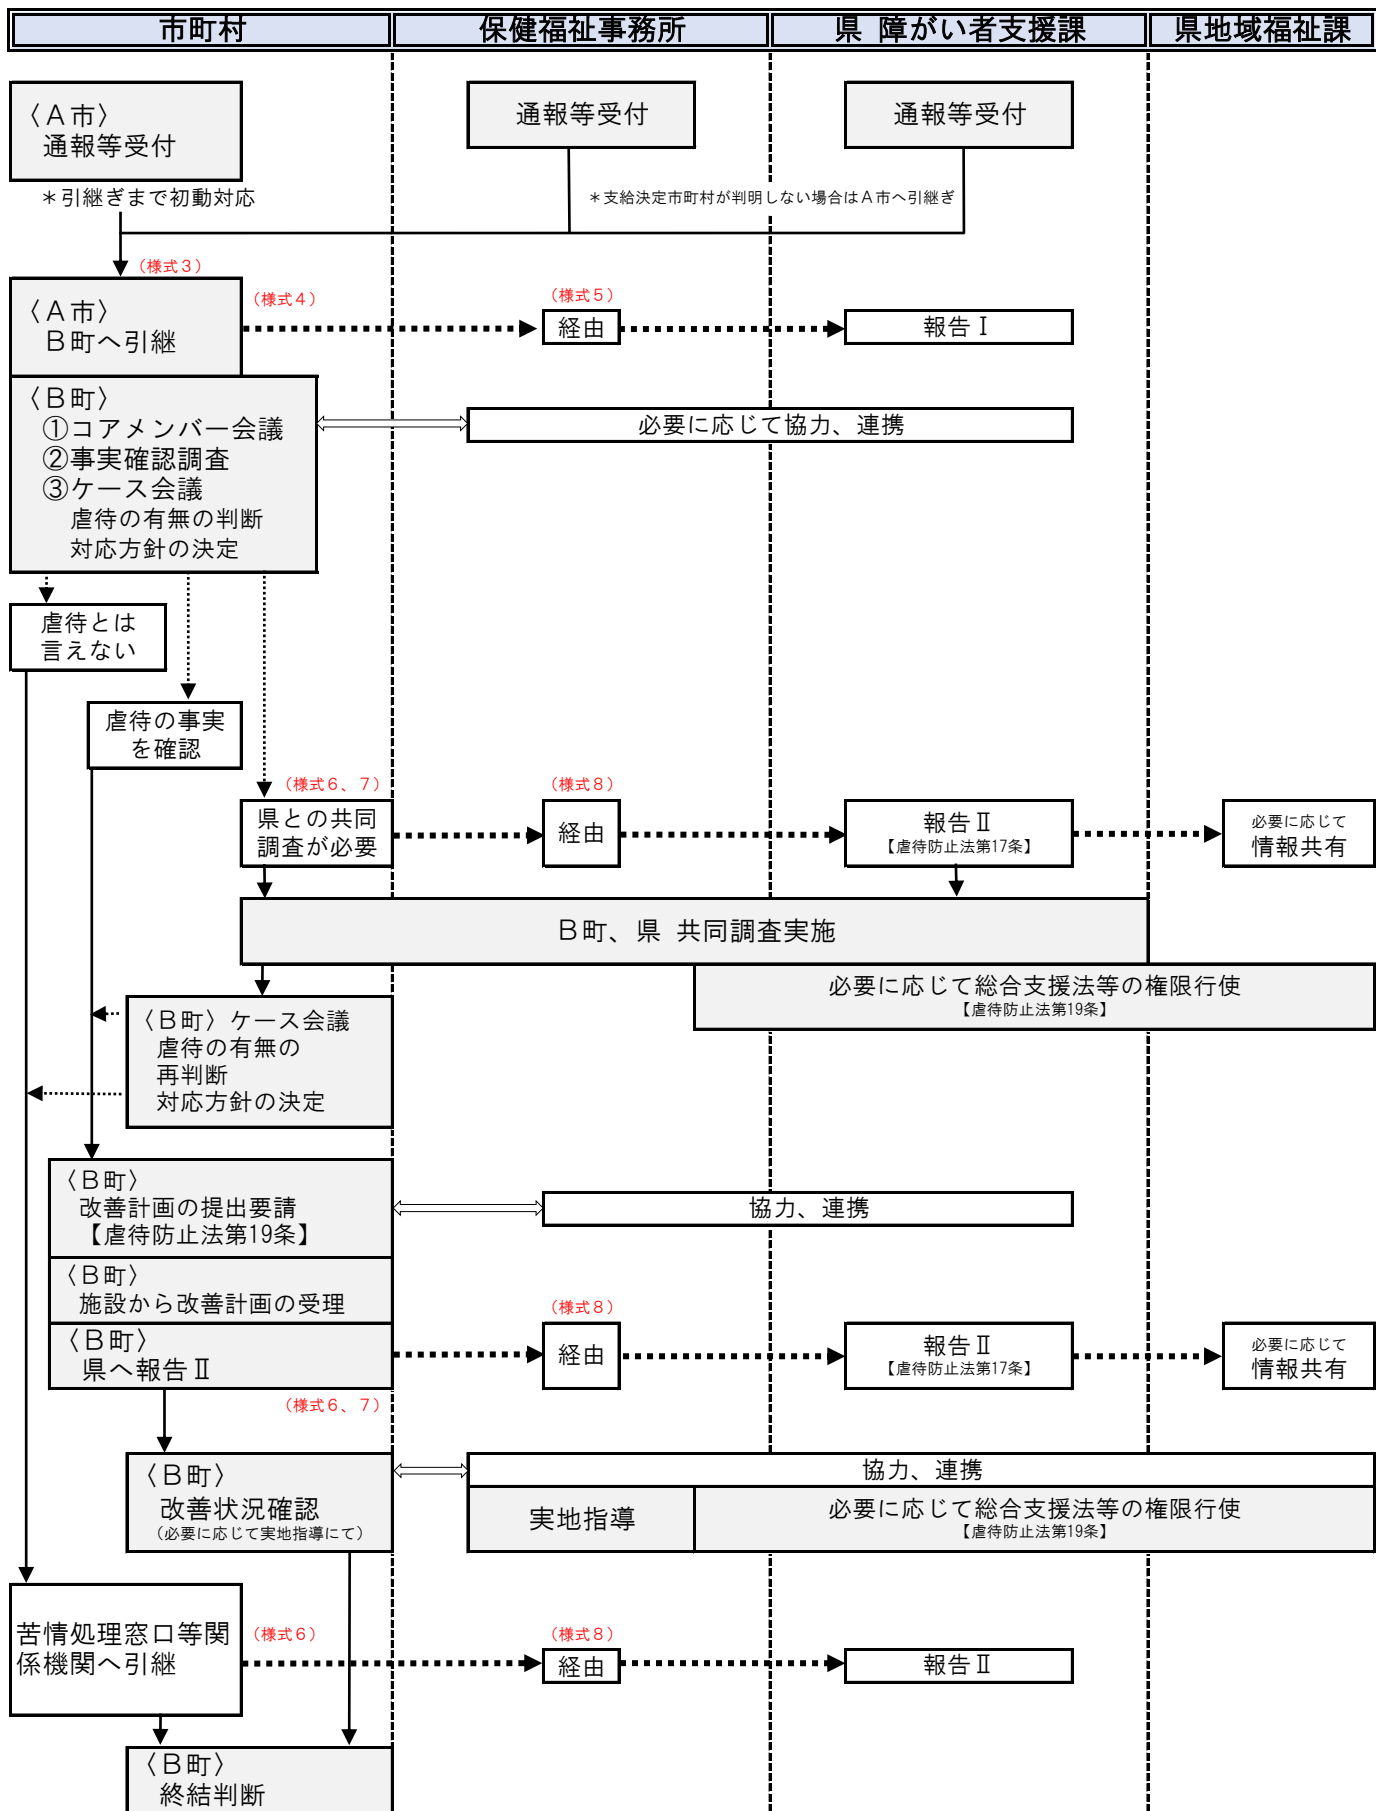 市町村
保健福祉事務所
県 障がい者支援課
県地域福祉課
〈A市〉
通報等受付
通報等受付
通報等受付
＊引継ぎまで初動対応
＊支給決定市町村が判明しない場合はA市へ引継ぎ
（様式３）
〈A市〉
B町へ引継
（様式４）
（様式５）
経由
報告Ⅰ
〈B町〉
①コアメンバー会議
②事実確認調査
③ケース会議
虐待の有無の判断
対応方針の決定
必要に応じて協力、連携
虐待とは
言えない
虐待の事実
を確認
（様式６、７）
県との共同
調査が必要
（様式８）
経由
報告Ⅱ
【虐待防止法第17条】
必要に応じて
情報共有
B町、県 共同調査実施
必要に応じて総合支援法等の権限行使
【虐待防止法第19条】
〈B町〉ケース会議
虐待の有無の
再判断
対応方針の決定
〈B町〉
改善計画の提出要請
【虐待防止法第19条】
協力、連携
〈B町〉
施設から改善計画の受理
〈B町〉
県へ報告Ⅱ
（様式６、７）
（様式８）
経由
報告Ⅱ
【虐待防止法第17条】
必要に応じて
情報共有
〈B町〉
改善状況確認
（必要に応じて実地指導にて）
協力、連携
実地指導
必要に応じて総合支援法等の権限行使
【虐待防止法第19条】
苦情処理窓口等関
係機関へ引継
（様式６）
（様式８）
経由
報告Ⅱ
〈B町〉
終結判断